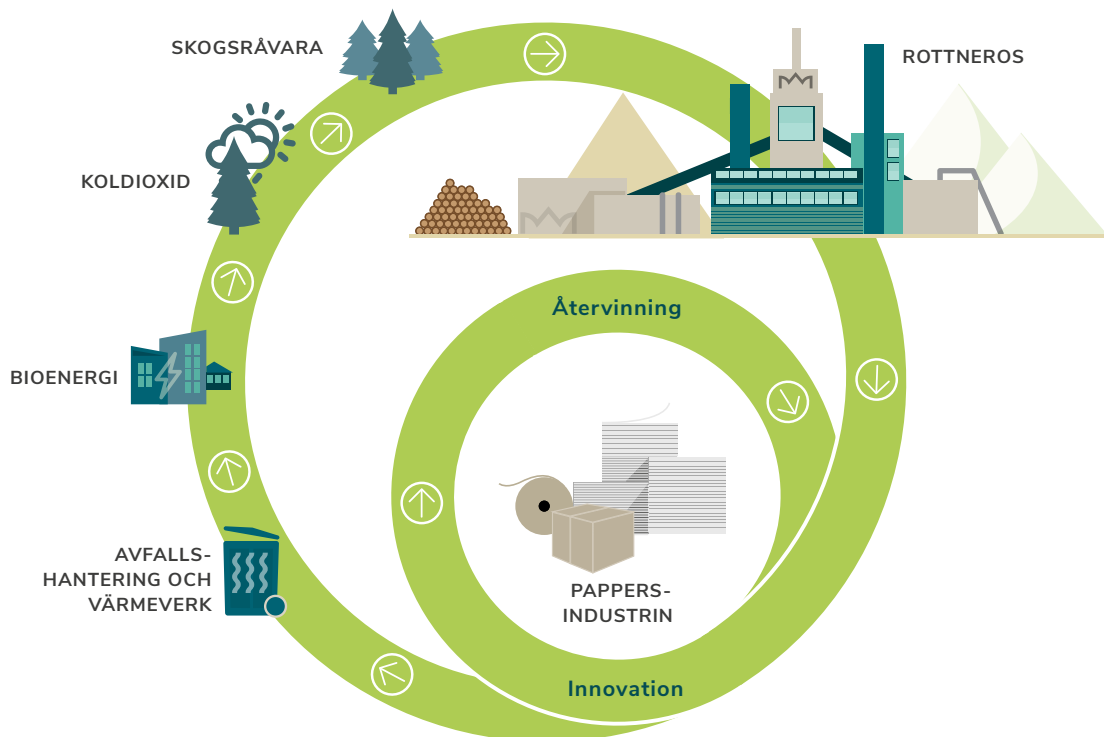 SKOGSRÅVARA
ROTTNEROS
KOLDIOXID
Återvinning
BIOENERGI
AVFALLS-
HANTERING OCH
VÄRMEVERK
PAPPERS-
INDUSTRIN
Innovation